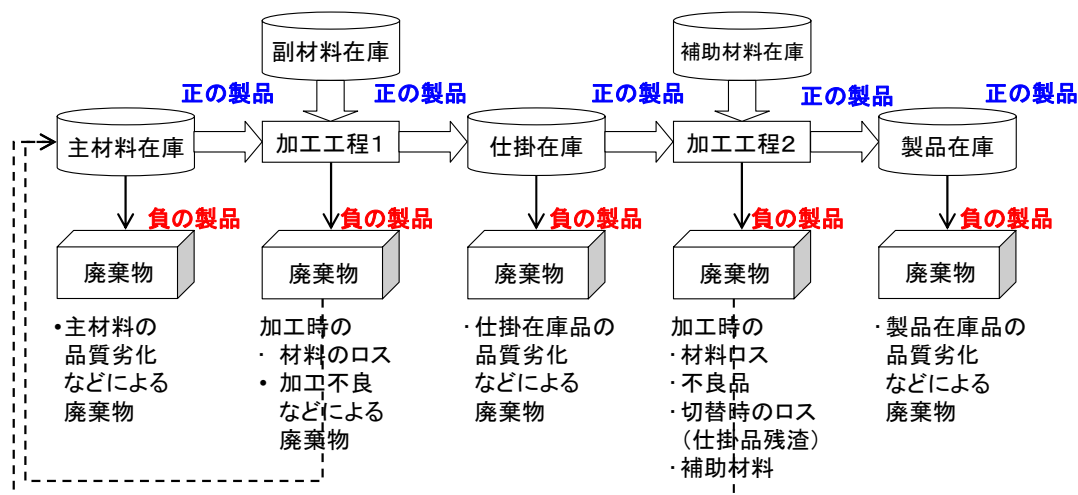 副材料在庫
補助材料在庫
正の製品
正の製品
正の製品
正の製品
正の製品
主材料在庫
加工工程1
仕掛在庫
加工工程2
製品在庫
負の製品
負の製品
負の製品
負の製品
負の製品
廃棄物
廃棄物
廃棄物
廃棄物
廃棄物
・主材料の
品質劣化
などによる
廃棄物
加工時の
・ 材料のロス
・ 加工不良
などによる
廃棄物
・仕掛在庫品の
品質劣化
などによる
廃棄物
加工時の
・材料ロス
・不良品
・切替時のロス
(仕掛品残渣)
・補助材料
・製品在庫品の
品質劣化
などによる
廃棄物